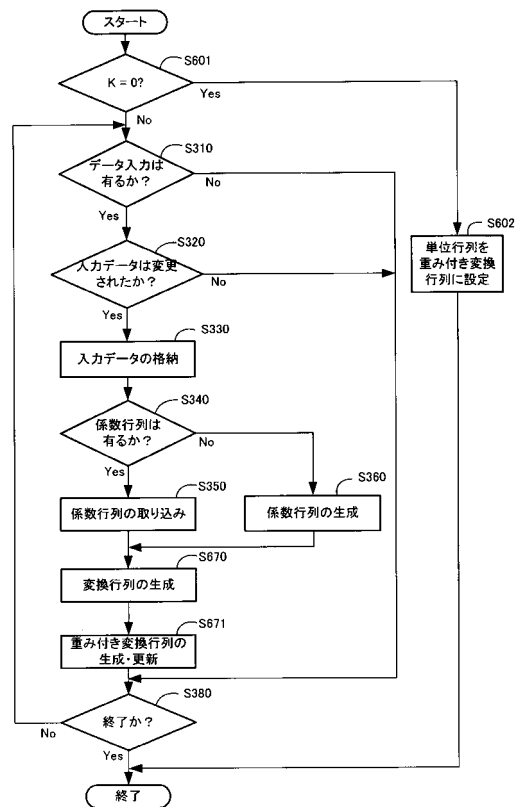 スタート
S601
K = 0?
Yes
No
S310
データ入力は
有るか？
No
Yes
S320
入力データは変更
されたか？
No
Yes
S602
単位行列を
重み付き変換
行列に設定
S330
入力データの格納
S340
係数行列は
有るか？
No
Yes
S350
係数行列の取り込み
S360
係数行列の生成
S670
変換行列の生成
S671
重み付き変換行列の
生成・更新
S380
終了か？
No
Yes
終了